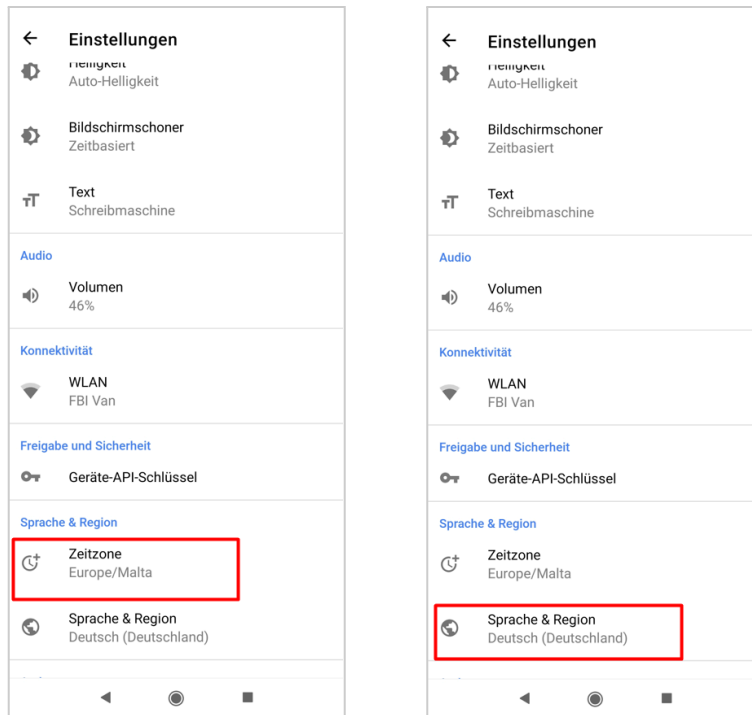 Einstellungen
Helligkeit
Auto-Helligkeit
Bildschirmschoner
Zeitbasiert
Text
Schreibmaschine
Audio
Volumen
46%
Konnektivität
WLAN
FBI Van
Freigabe und Sicherheit
Geräte-API-Schlüssel
Sprache & Region
Zeitzone
Europe/Malta
Sprache & Region
Deutsch (Deutschland)
Einstellungen
Helligkeit
Auto-Helligkeit
Bildschirmschoner
Zeitbasiert
Text
Schreibmaschine
Audio
Volumen
46%
Konnektivität
WLAN
FBI Van
Freigabe und Sicherheit
Geräte-API-Schlüssel
Sprache & Region
Zeitzone
Europe/Malta
Sprache & Region
Deutsch (Deutschland)